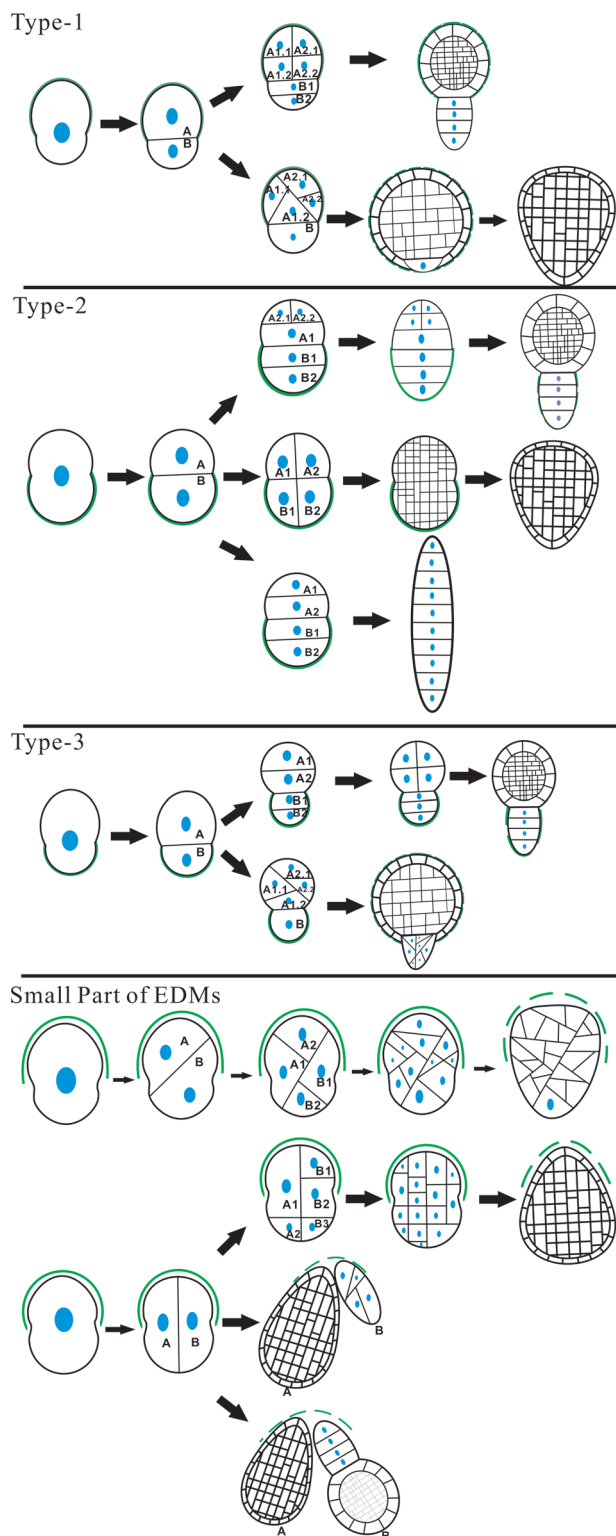 Type-1
A1.1 A2.1
A1.2 A2.2
B1
B2
A
B
A2.1
A1.1
A2.2
A1.2
B
Type-2
A2.1 A2.2
A1
B1
B2
A
B
A1 A2
B1 B2
A1
A2
B1
B2
Type-3
A1
A2
B1
B2
A
B
A2.1
A1.1 A2.2
A1.2
B
Small Part of EDMs
A
B
A2
A1
B1
B2
B1
A1 B2
A2 B3
A B
B
A
A B